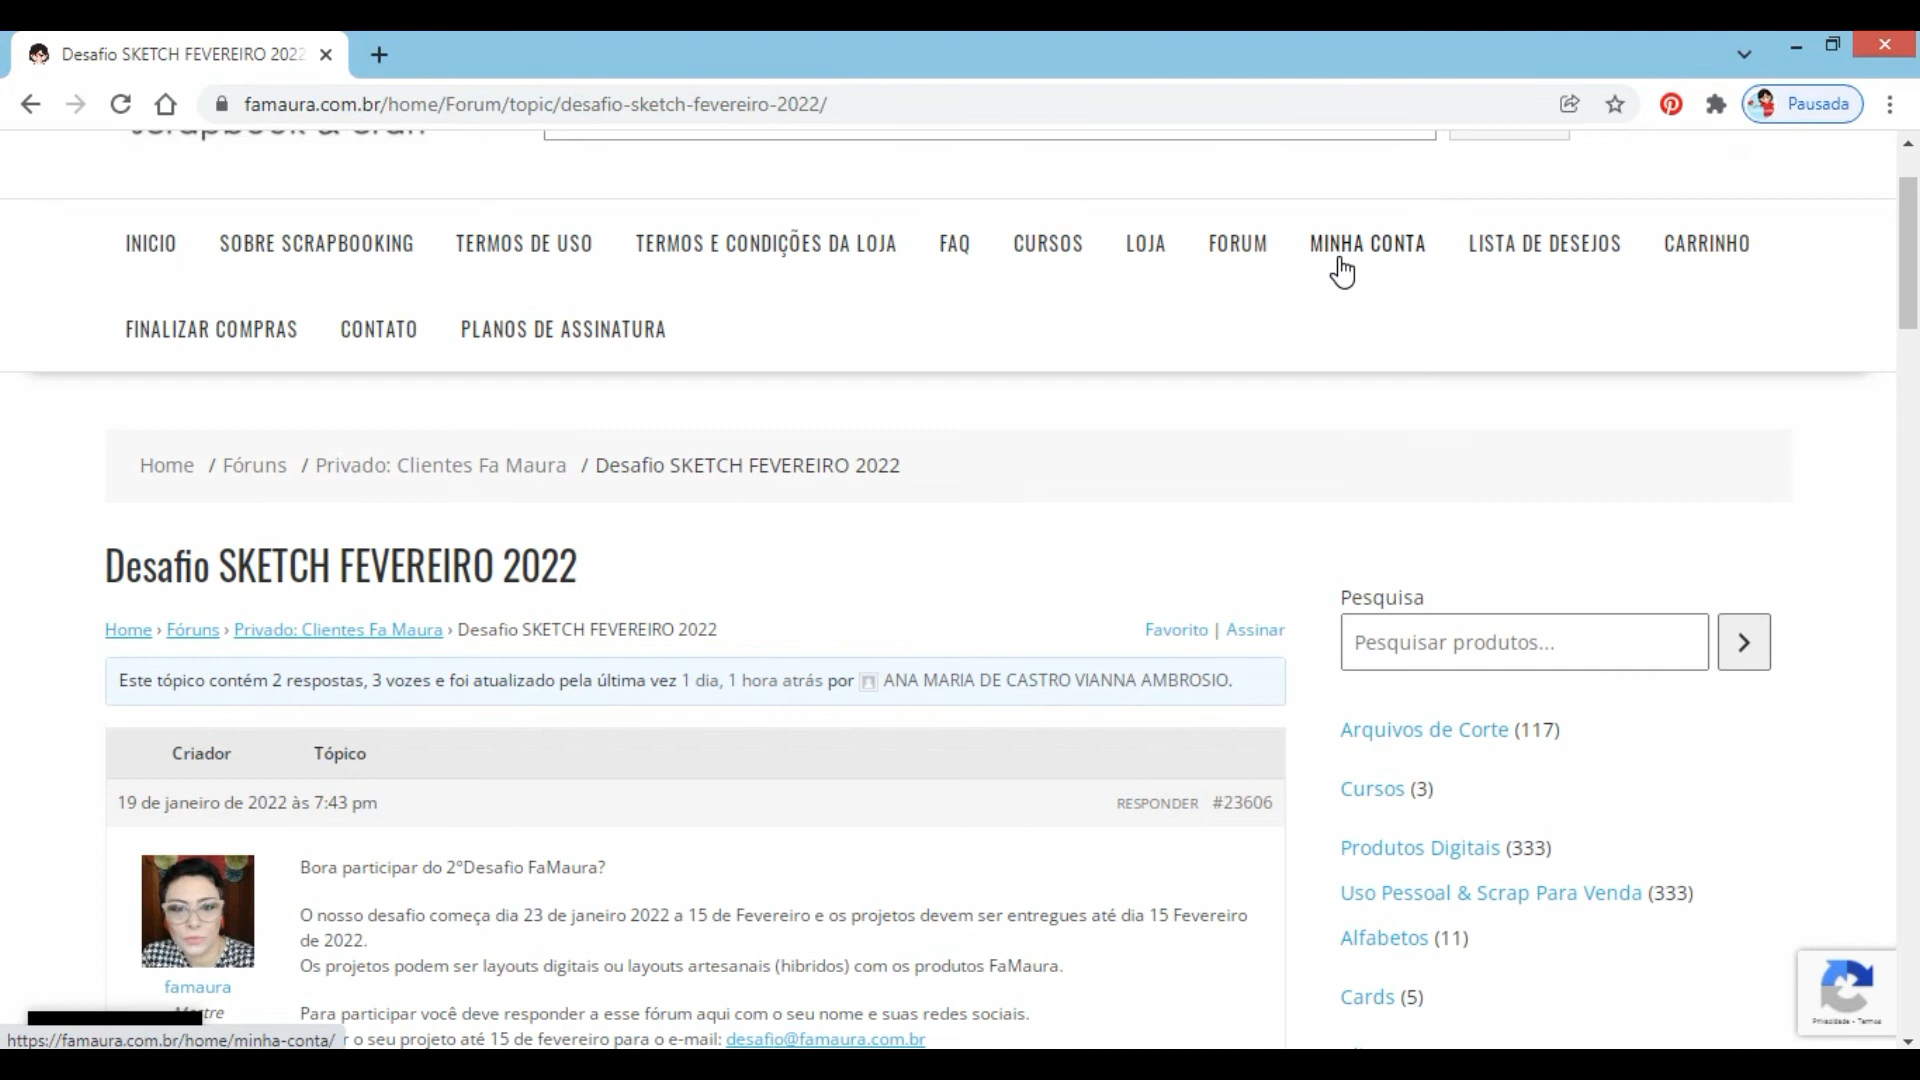 Desafio SKETCH FEVEREIRO 2022
famaura.com.br/home/Forum/topic/desafio-sketch-fevereiro-2022/
Pausada
INICIO SOBRE SCRAPBOOKING TERMOS DE USO TERMOS E CONDIÇÕES DA LOJA FAQ CURSOS LOJA FORUM MINHA CONTA LISTA DE DESEJOS CARRINHO
FINALIZAR COMPRAS CONTATO PLANOS DE ASSINATURA
Home / Fóruns / Privado: Clientes Fa Maura / Desafio SKETCH FEVEREIRO 2022
Desafio SKETCH FEVEREIRO 2022
Home › Fóruns › Privado: Clientes Fa Maura › Desafio SKETCH FEVEREIRO 2022
Favorito | Assinar
Este tópico contém 2 respostas, 3 vozes e foi atualizado pela última vez 1 dia, 1 hora atrás por ANA MARIA DE CASTRO VIANNA AMBROSIO.
Criador Tópico
19 de janeiro de 2022 às 7:43 pm RESPONDER #23606
Bora participar do 2°Desafio FaMaura?
O nosso desafio começa dia 23 de janeiro 2022 a 15 de Fevereiro e os projetos devem ser entregues até dia 15 Fevereiro
de 2022.
Os projetos podem ser layouts digitais ou layouts artesanais (hibridos) com os produtos FaMaura.
famaura
Para participar você deve responder a esse fórum aqui com o seu nome e suas redes sociais.
r o seu projeto até 15 de fevereiro para o e-mail: desafio@famaura.com.br
https://famaura.com.br/home/minha-conta/
Pesquisa
Pesquisar produtos...
Arquivos de Corte (117)
Cursos (3)
Produtos Digitais (333)
Uso Pessoal & Scrap Para Venda (333)
Alfabetos (11)
Cards (5)
Privacidade - Termos